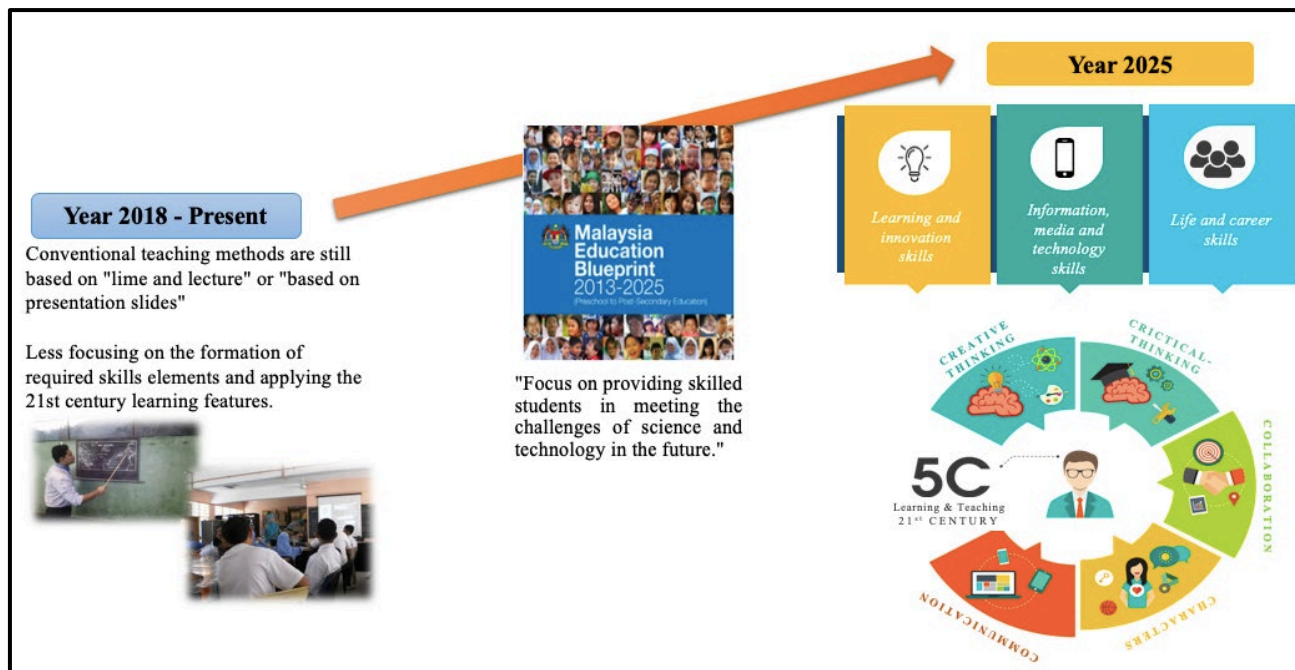 Year 2018 - Present
Conventional teaching methods are still
based on "lime and lecture" or "based on
presentation slides"
Less focusing on the formation of
required skills elements and applying the
21st century learning features.
Malaysia
Education
Blueprint
2013-2025
(Preschool to Post-Secondary Education)
"Focus on providing skilled
students in meeting the
challenges of science and
technology in the future."
Year 2025
Learning and
innovation
skills
Information,
media and
technology
skills
Life and career
skills
CREATIVE
THINKING
CRICTICAL-
THINKING
COLLABORATION
CHARACTERS
COMMUNICATION
5C
Learning & Teaching
21st CENTURY